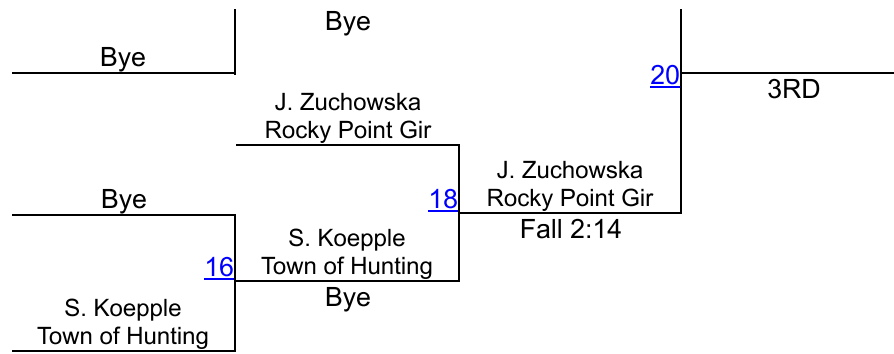 Bye
Bye
20
3RD
J. Zuchowska
Rocky Point Gir
J. Zuchowska
Rocky Point Gir
Bye
18
Fall 2:14
S. Koepple
Town of Hunting
16
Bye
S. Koepple
Town of Hunting